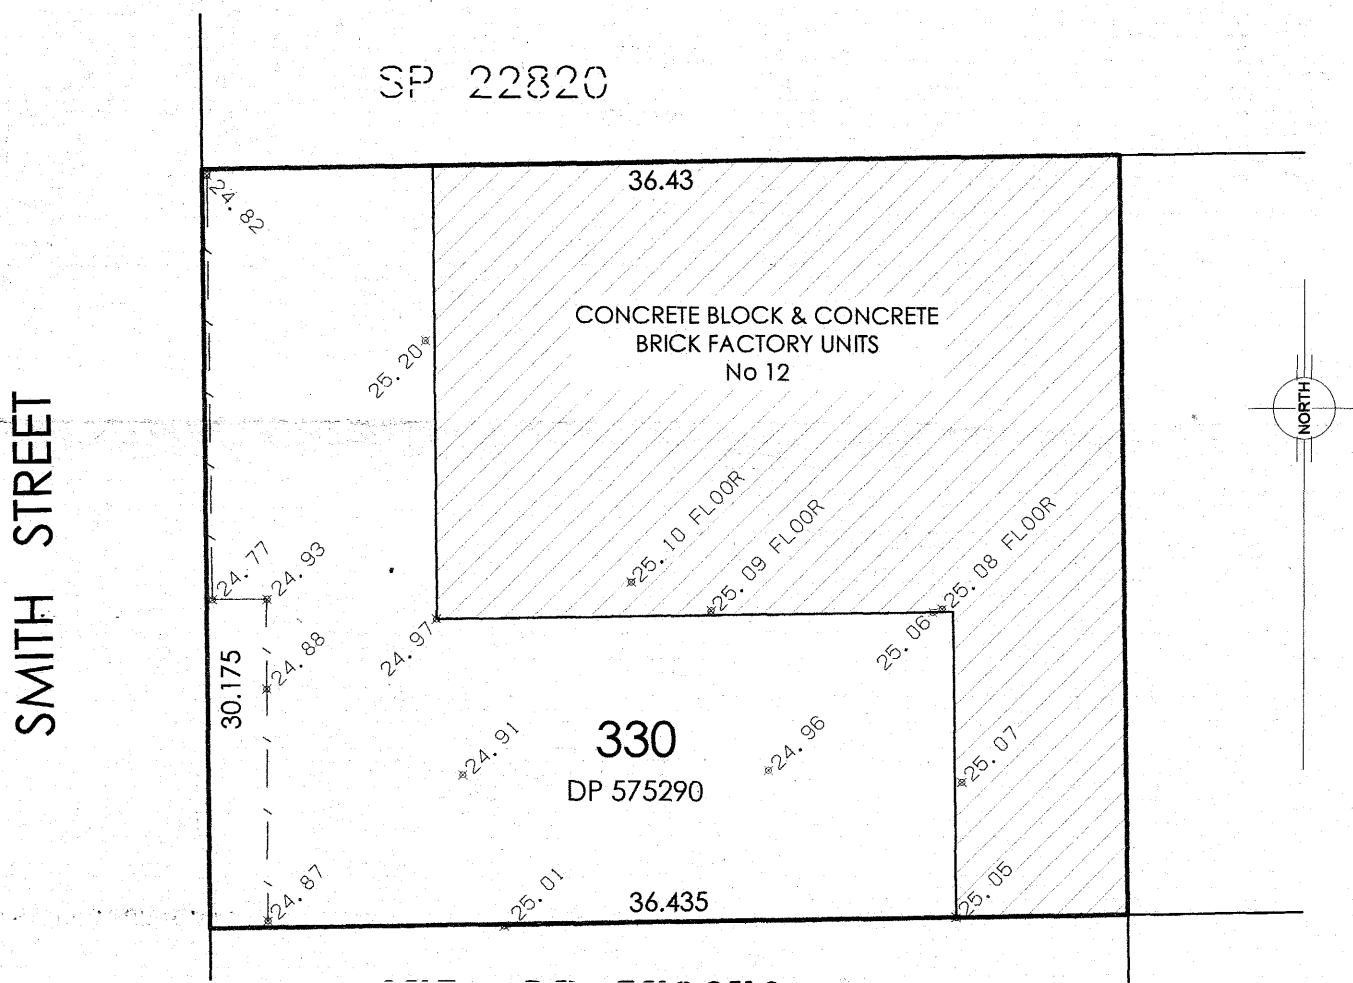 SP 22820
36.43
24.82
CONCRETE BLOCK & CONCRETE
BRICK FACTORY UNITS
No 12
25.20
NORTH
SMITH STREET
25.10 FLOOR
25.09 FLOOR
25.08 FLOOR
24.77
24.93
24.97
25.06
24.88
30.175
330
DP 575290
24.91
24.96
25.07
24.87
25.01
36.435
25.05